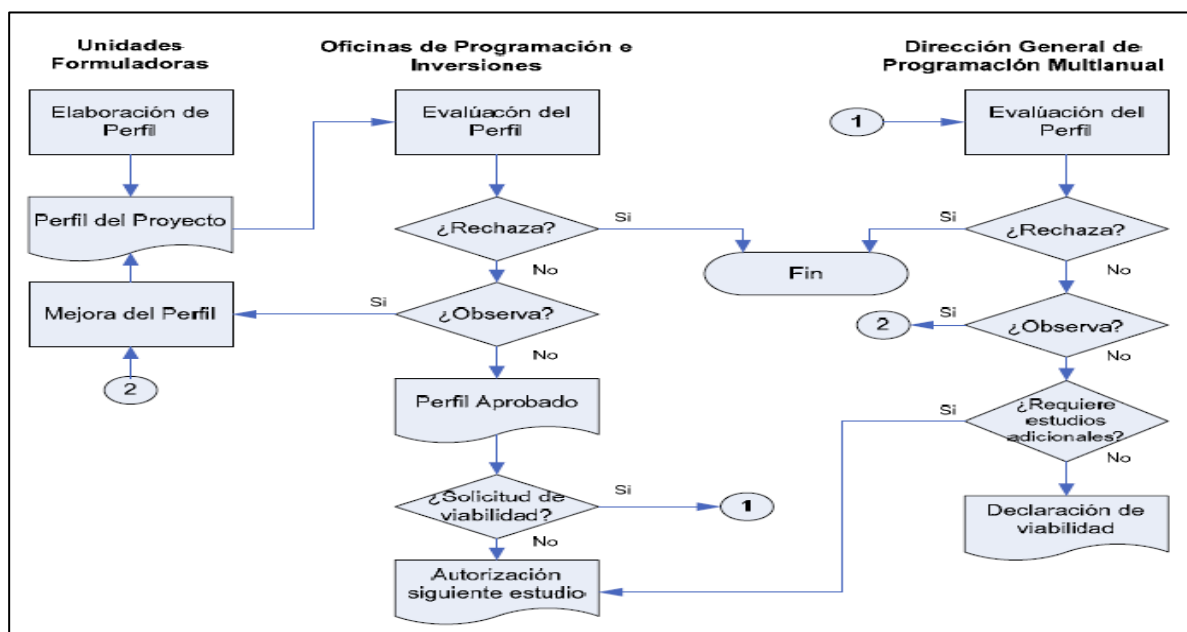 Unidades
Formuladoras
Elaboración de
Perfil
Perfil del Proyecto
Mejora del Perfil
2
Oficinas de Programación e
Inversiones
Evalúacón del
Perfil
¿Rechaza?
Si
No
¿Observa?
Si
No
Perfil Aprobado
¿Solicitud de
viabilidad?
Si
1
No
Autorización
siguiente estudio
Fin
Dirección General de
Programación Multianual
1
Evalúación del
Perfil
¿Rechaza?
Si
No
¿Observa?
Si
2
No
¿Requiere
estudios
adicionales?
Si
No
Declaración de
viabilidad